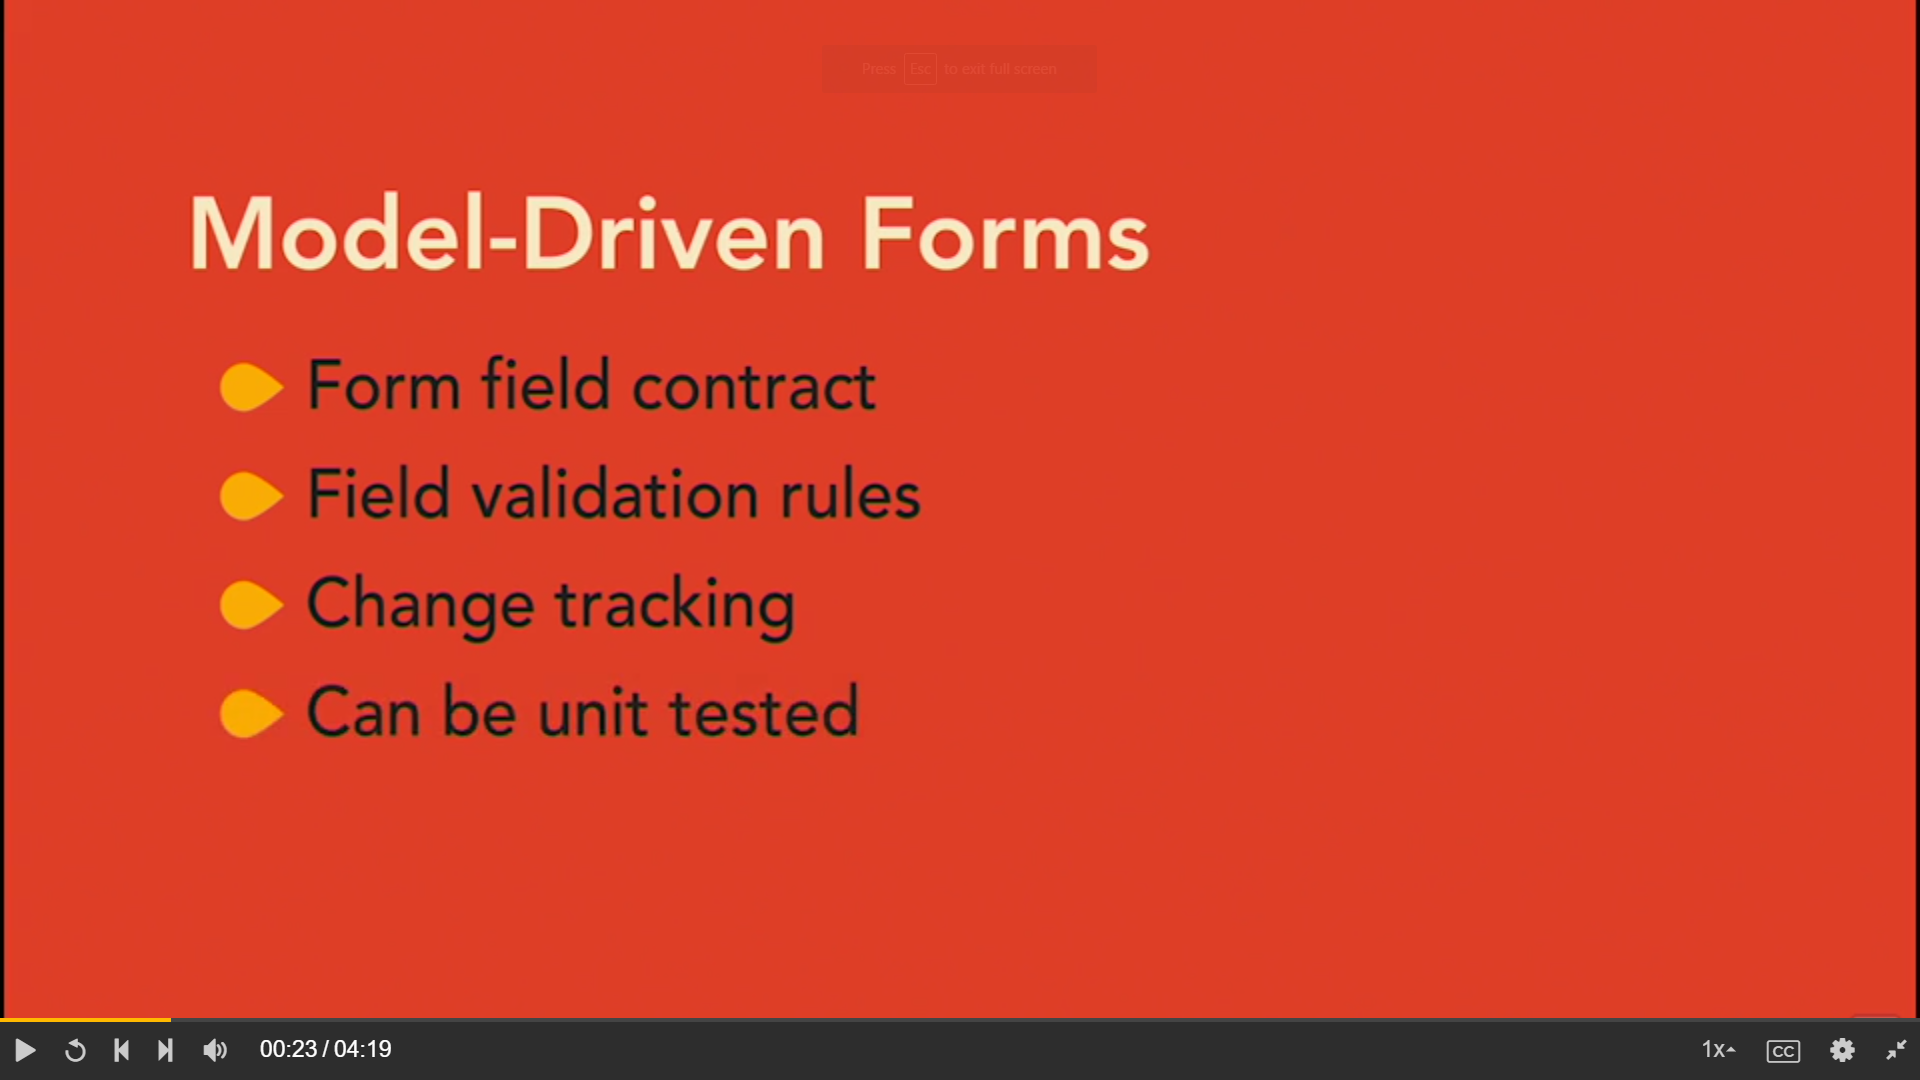 Press Esc to exit full screen
Model-Driven Forms
Form field contract
Field validation rules
Change tracking
Can be unit tested
00:23 / 04:19
1x
CC